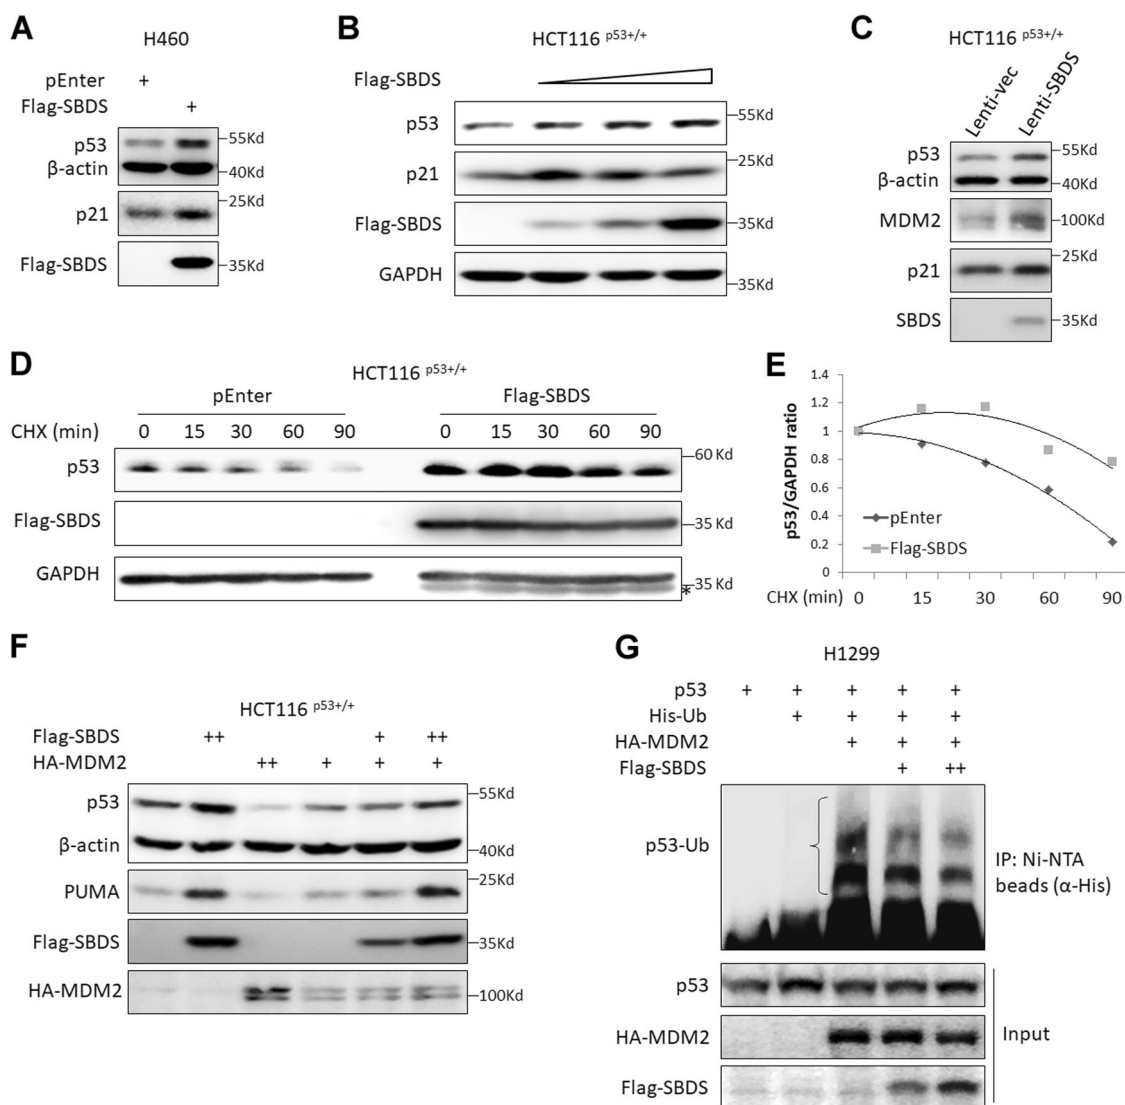 A
H460
pEnter +
Flag-SBDS +
p53
55Kd
β-actin
40Kd
p21
25Kd
Flag-SBDS
35Kd
B
HCT116 p53+/+
Flag-SBDS
p53
55Kd
p21
25Kd
Flag-SBDS
35Kd
GAPDH
35Kd
C
HCT116 p53+/+
Lenti-vec
Lenti-SBDS
p53
55Kd
β-actin
40Kd
MDM2
100Kd
p21
25Kd
SBDS
35Kd
D
HCT116 p53+/+
pEnter Flag-SBDS
CHX (min) 0 15 30 60 90 0 15 30 60 90
p53
60 Kd
Flag-SBDS
35 Kd
GAPDH
35 Kd
*
E
1.4
1.2
1
0.8
0.6
0.4
0.2
0
p53/GAPDH ratio
pEnter
Flag-SBDS
CHX (min) 0 15 30 60 90
F
HCT116 p53+/+
Flag-SBDS ++ + ++
HA-MDM2 ++ + + +
p53
55Kd
β-actin
40Kd
PUMA
25Kd
Flag-SBDS
35Kd
HA-MDM2
100Kd
G
H1299
p53 + + + + +
His-Ub + + + +
HA-MDM2 + + +
Flag-SBDS + ++
p53-Ub
IP: Ni-NTA
beads (α-His)
p53
HA-MDM2
Input
Flag-SBDS